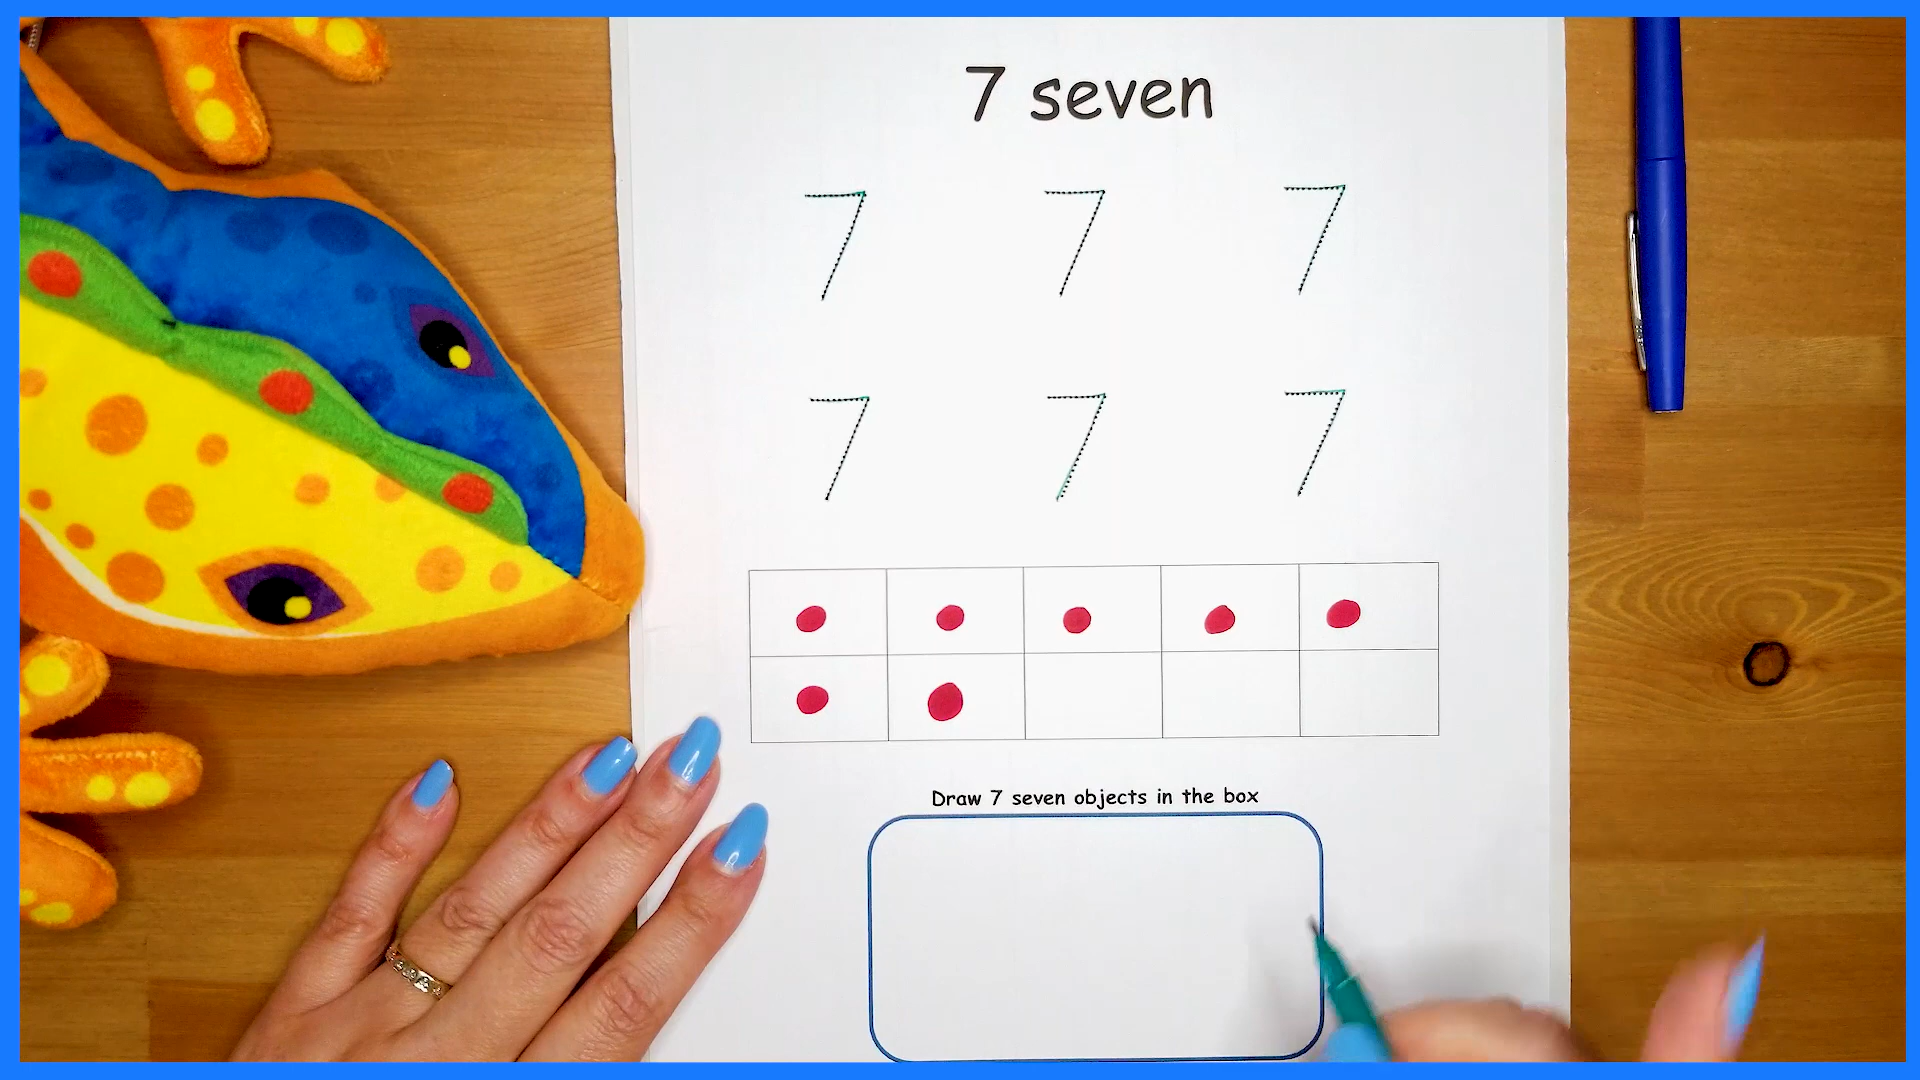 7 seven
7 7 7
7 7 7
Draw 7 seven objects in the box